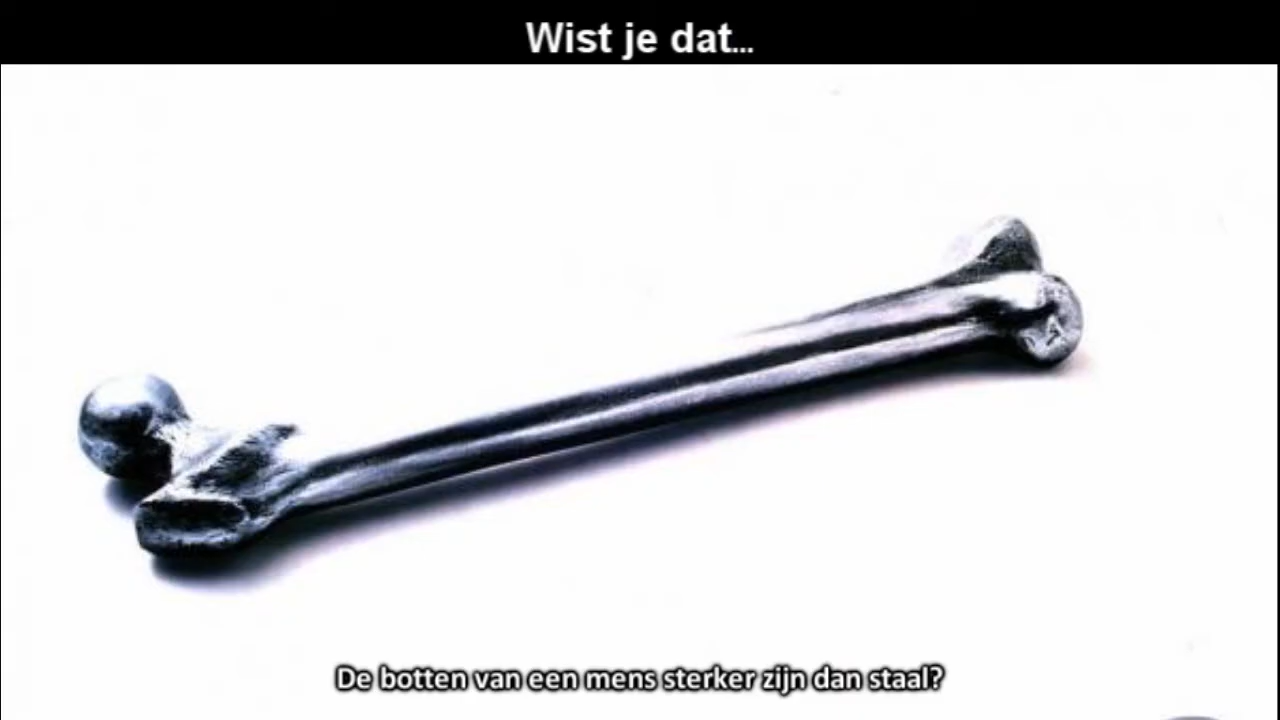 Wist je dat...
De botten van een mens sterker zijn dan staal?